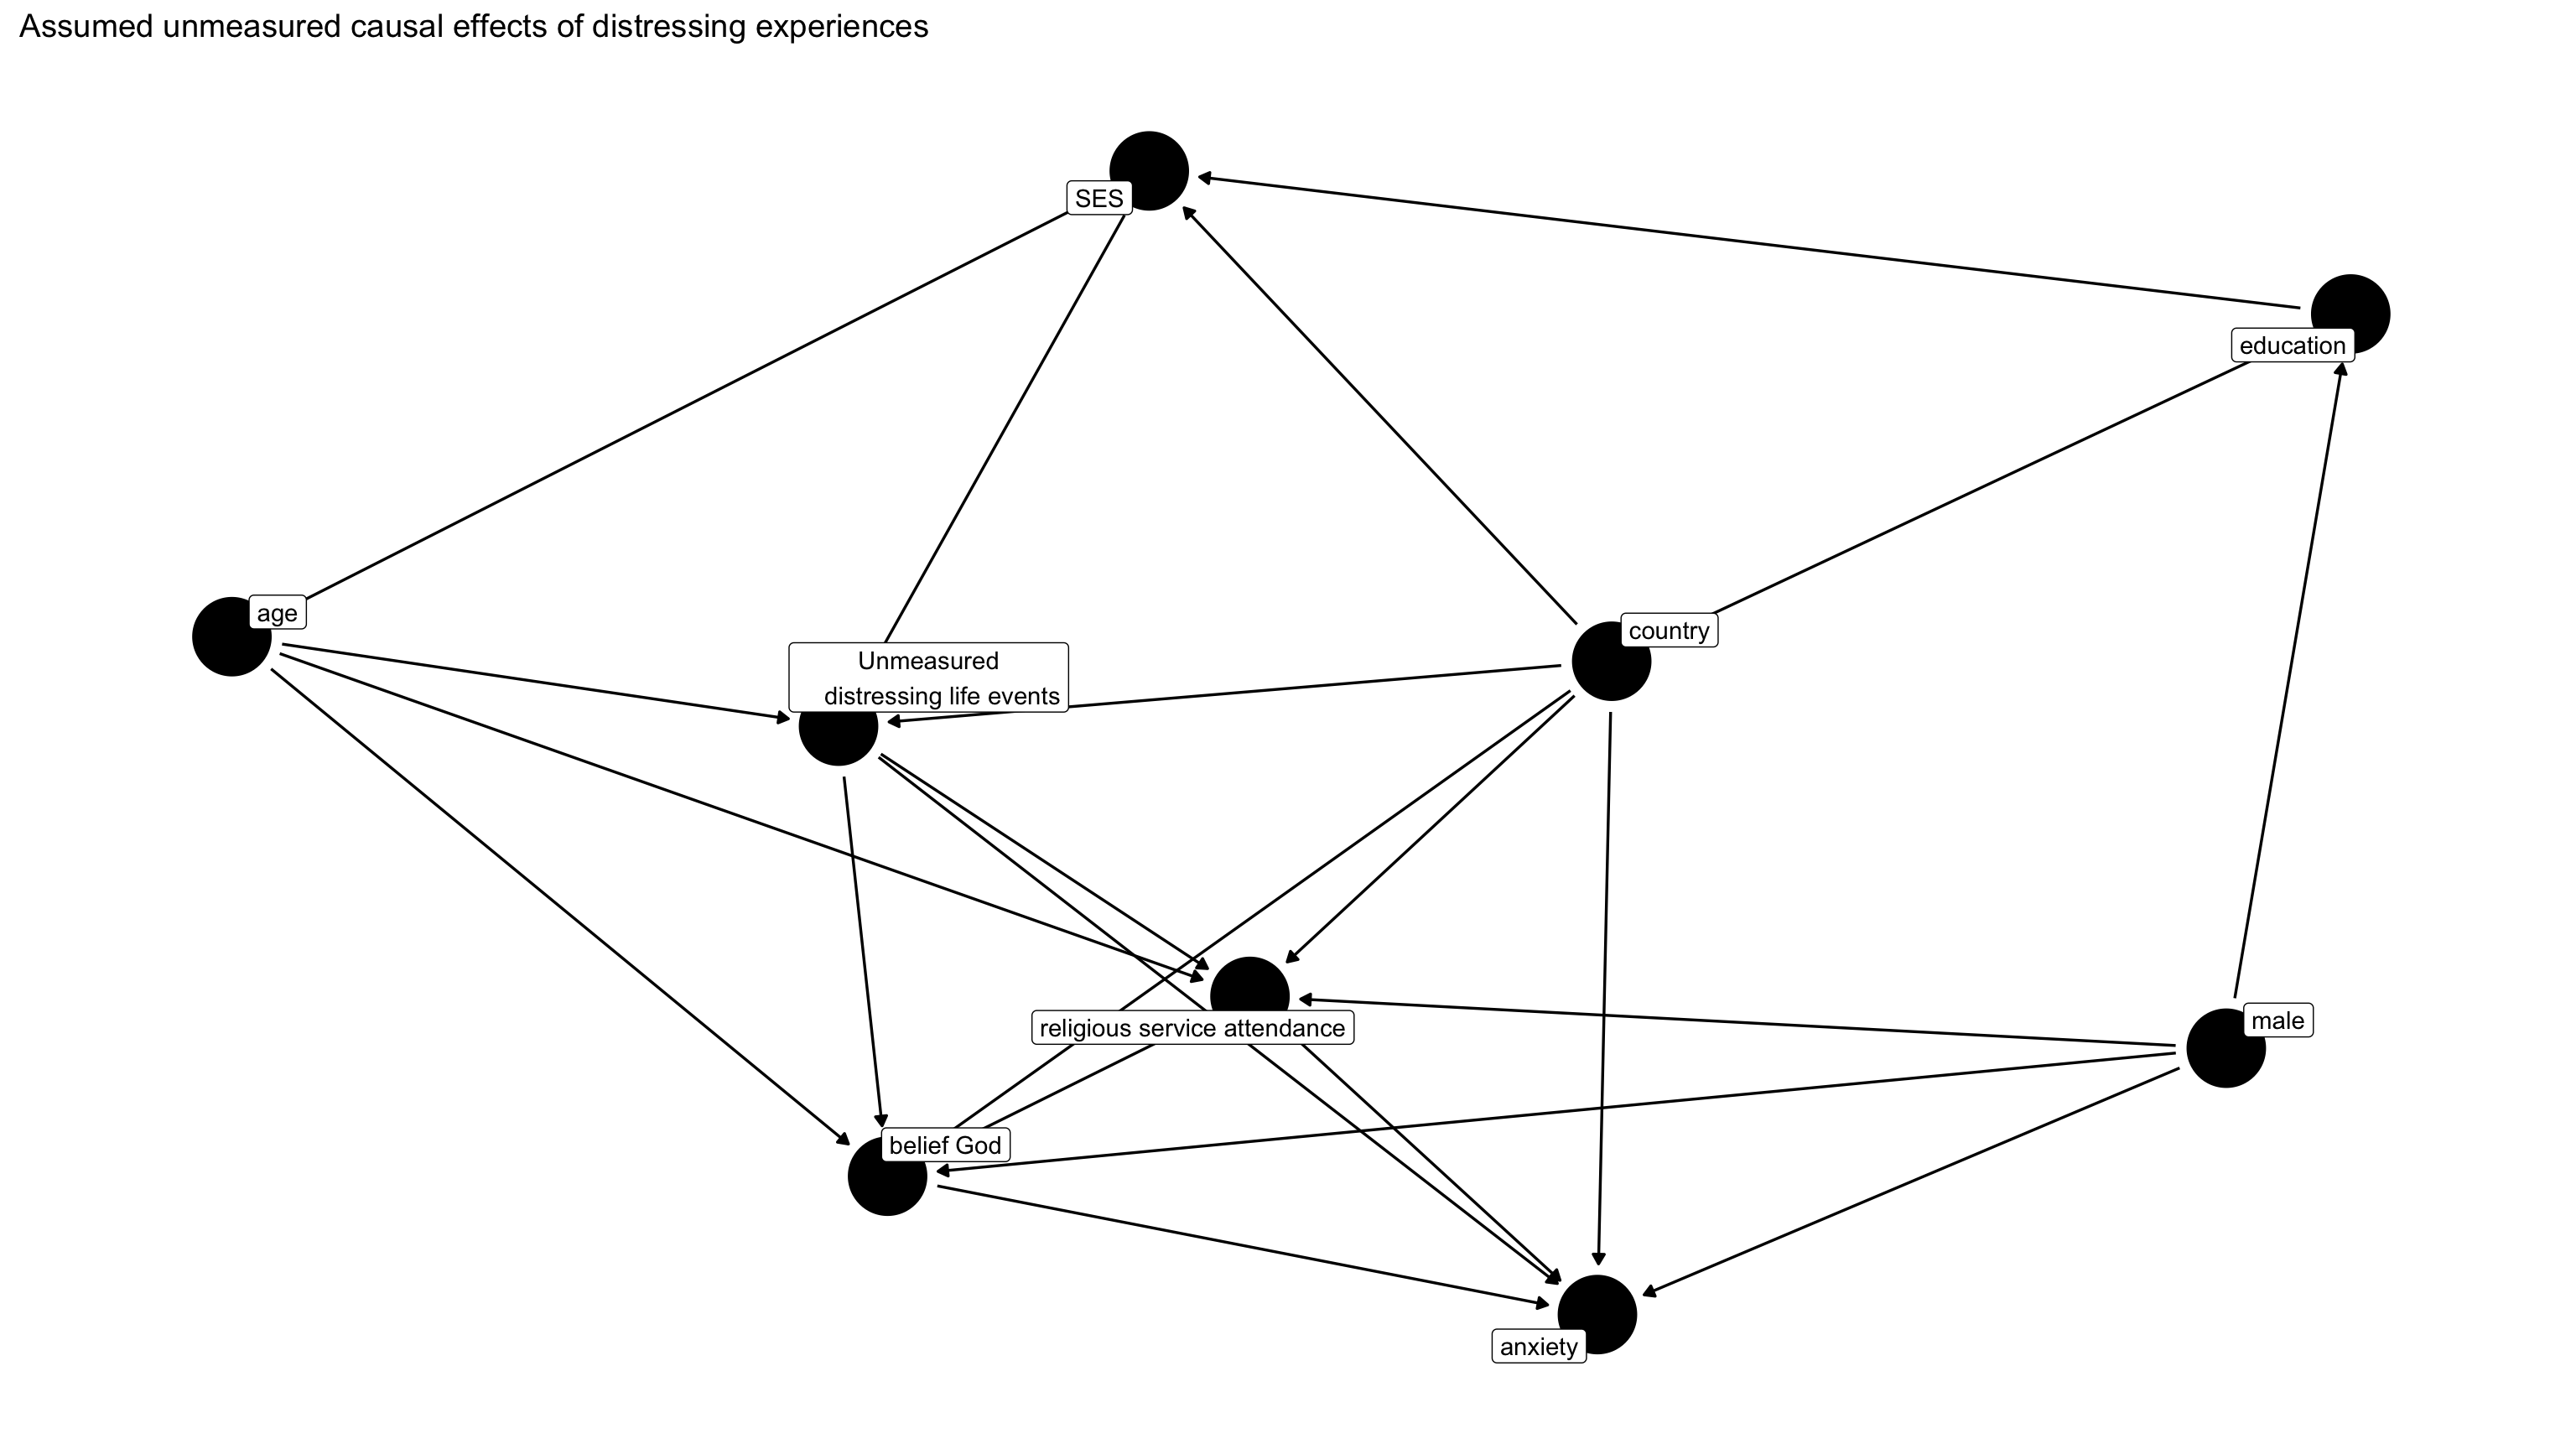 Assumed unmeasured causal effects of distressing experiences
SES
education
age
country
Unmeasured
distressing life events
male
religious service attendance
belief God
anxiety